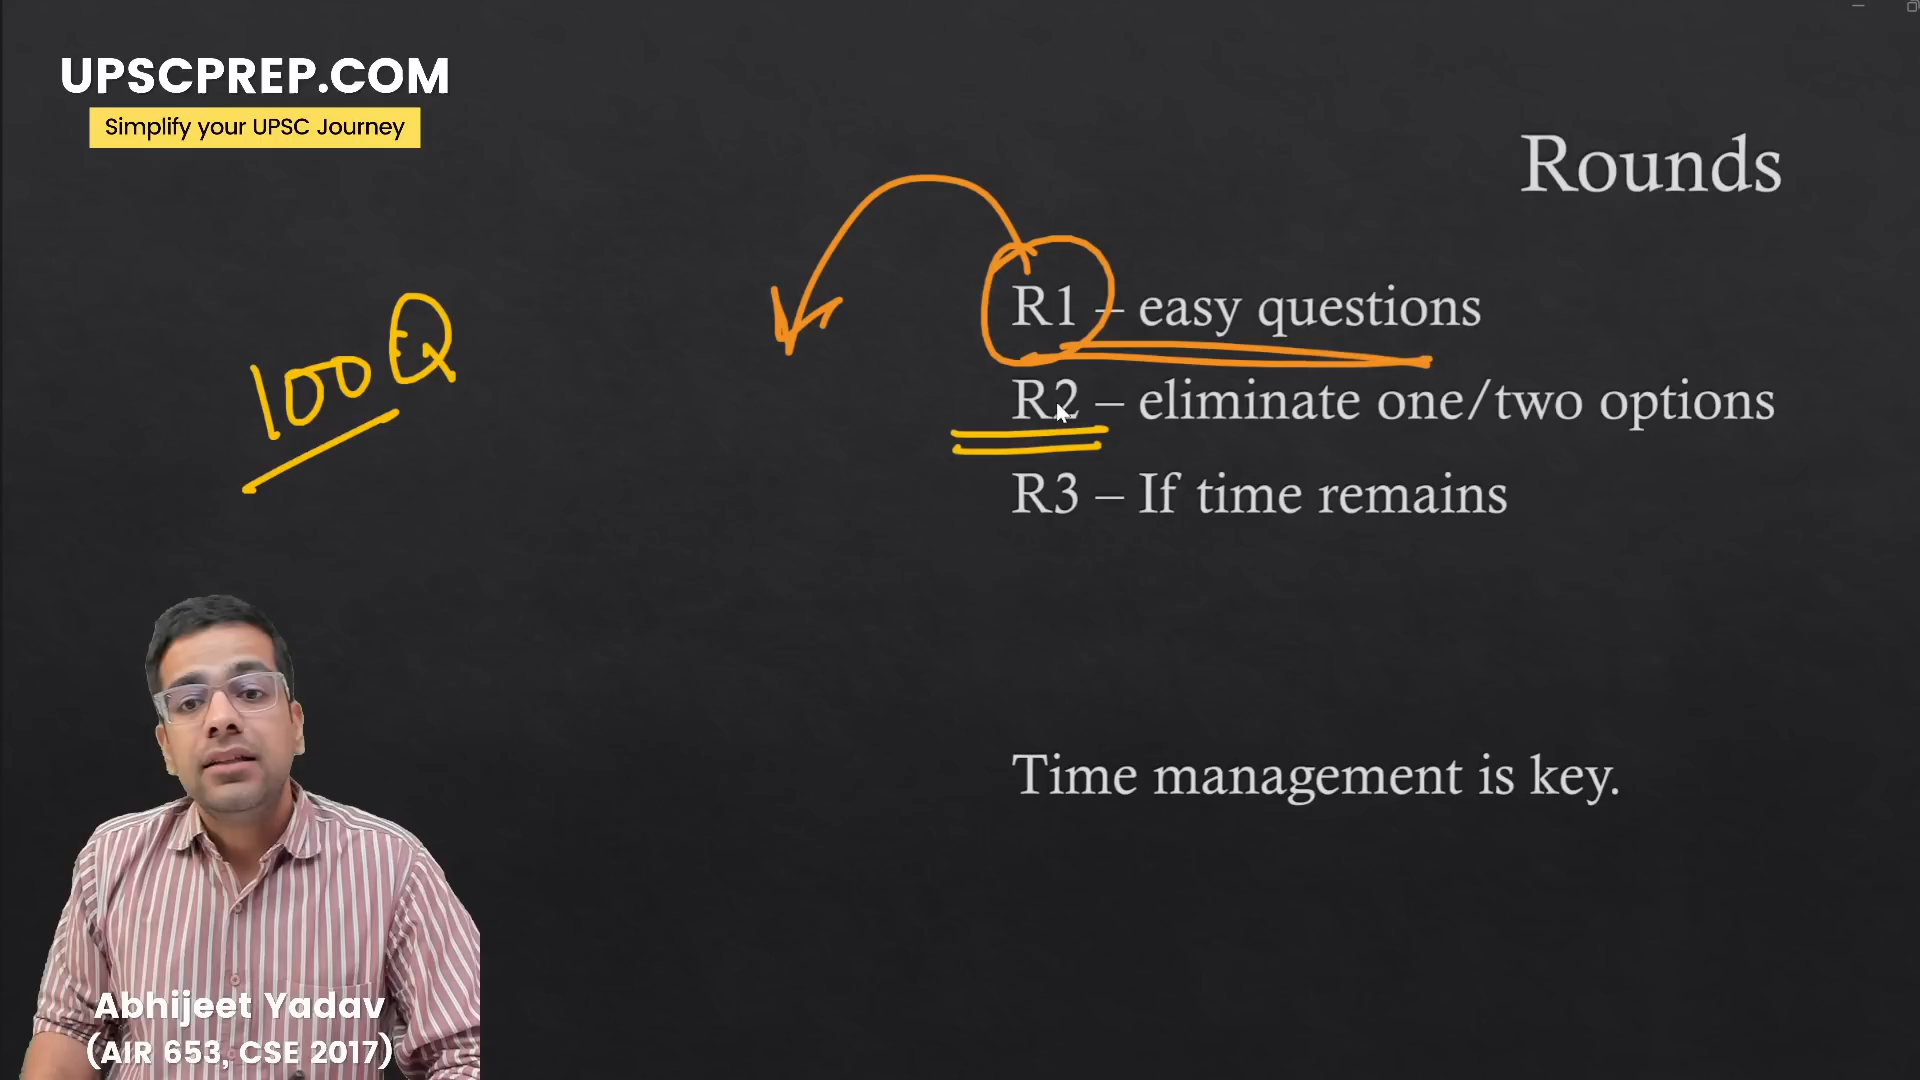 UPSCPREP.COM
Simplify your UPSC Journey
Rounds
R1 – easy questions
100 Q
R2 – eliminate one/two options
R3 – If time remains
Time management is key.
Abhijeet Yadav
(AIR 653, CSE 2017)